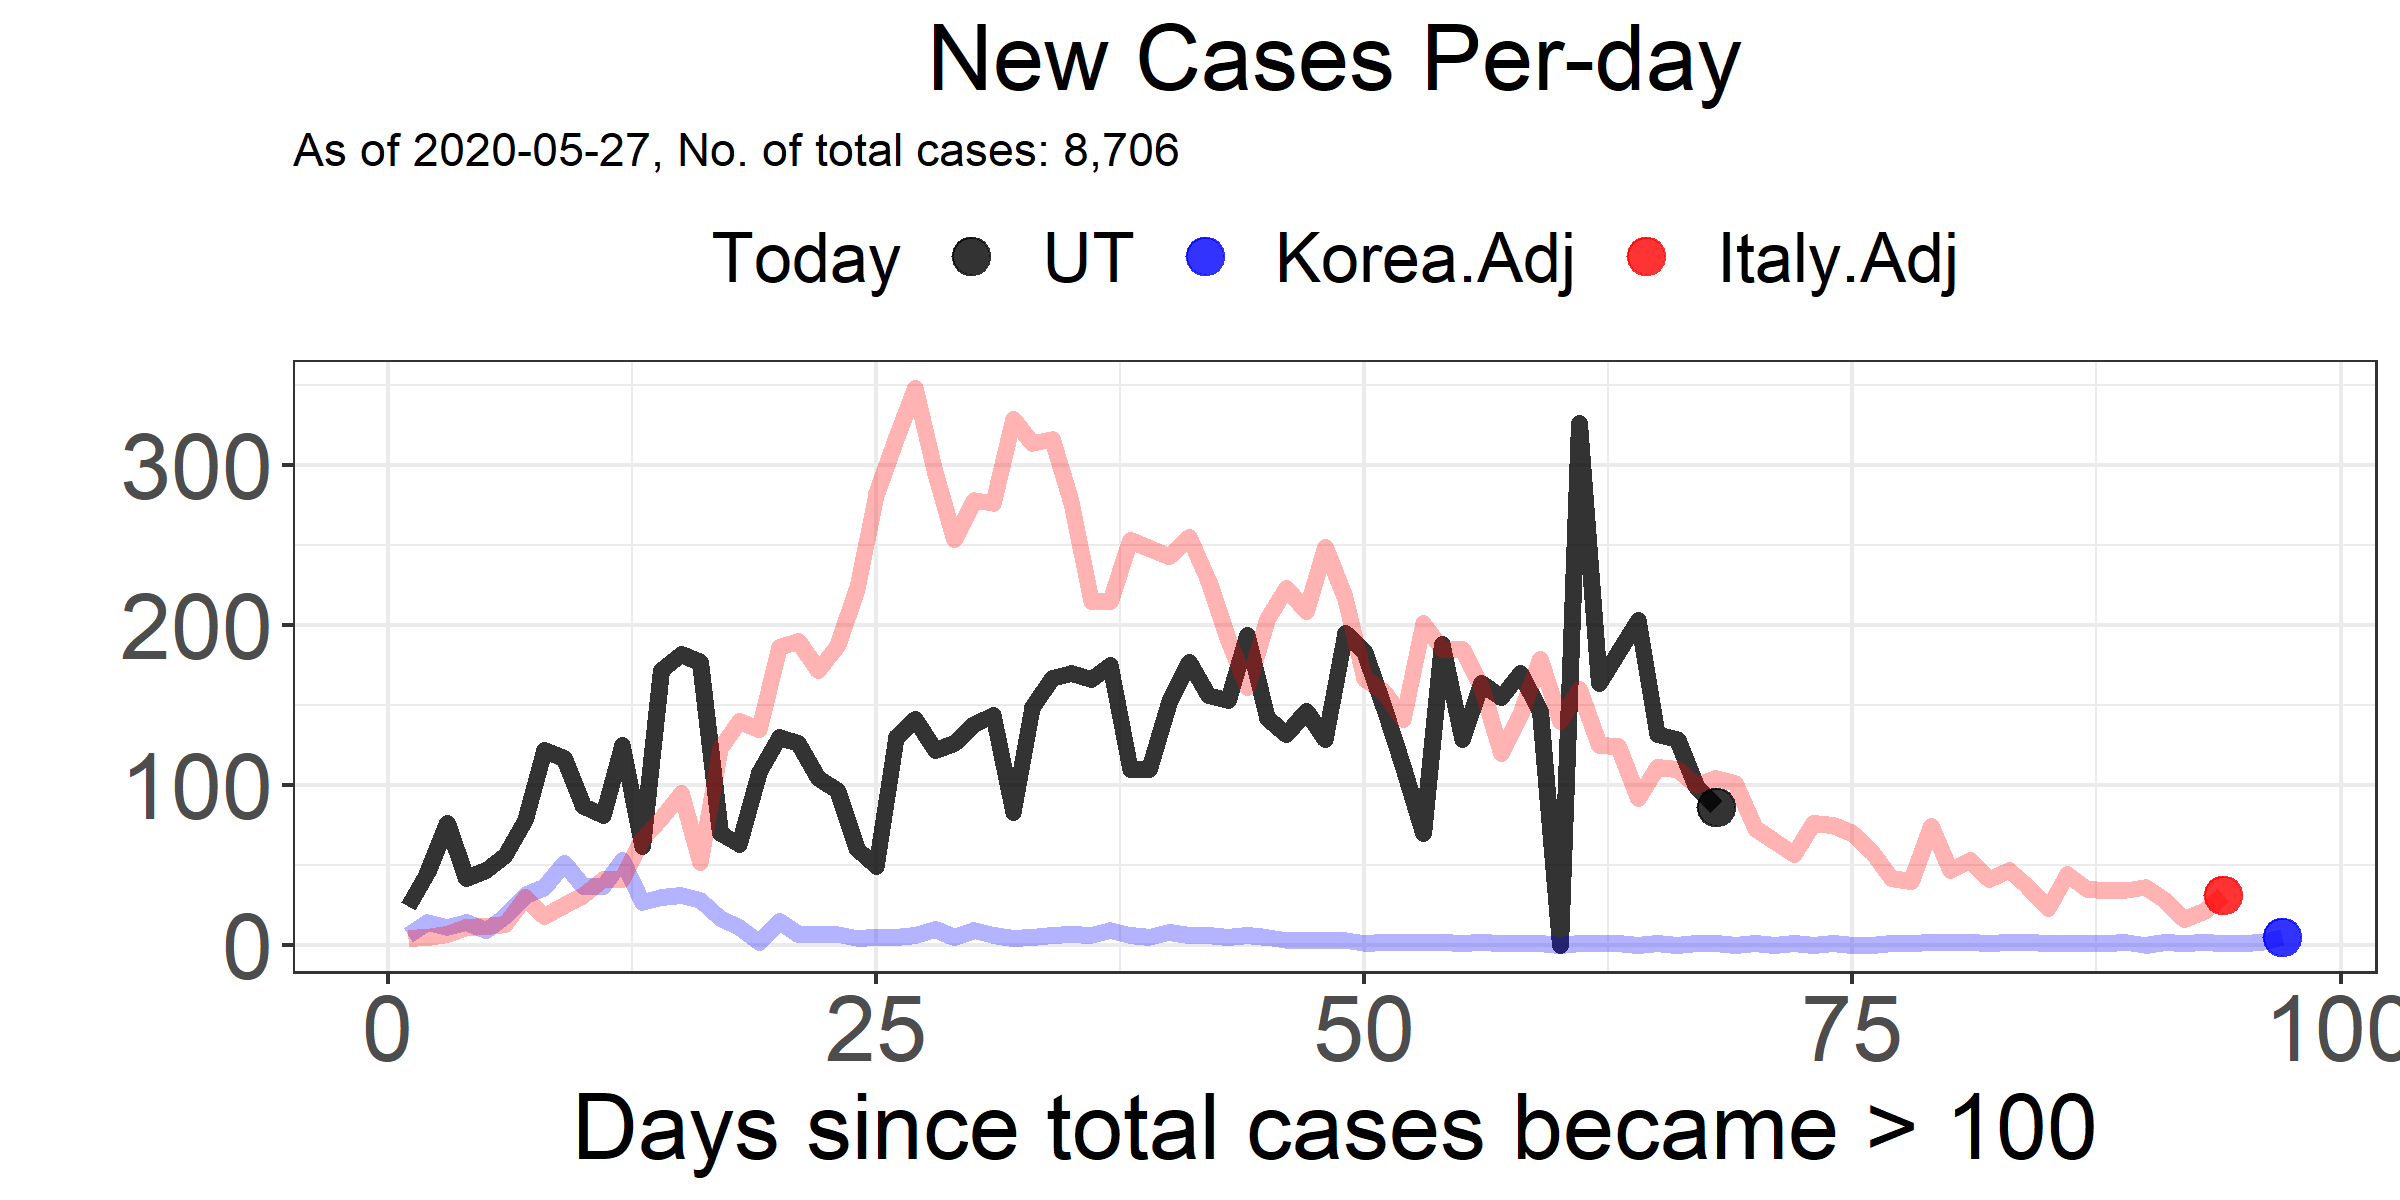 New Cases Per-day
As of 2020-05-27, No. of total cases: 8,706
Today UT Korea.Adj Italy.Adj
300
200
100
0
0 25 50 75 100
Days since total cases became > 100